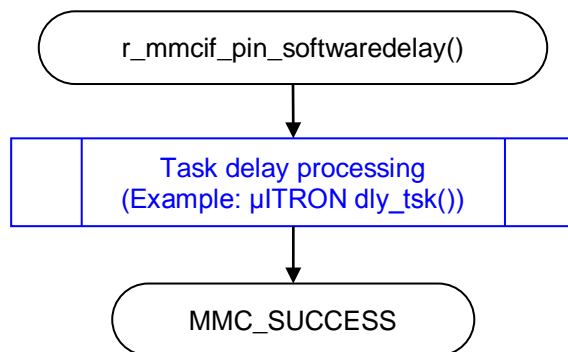 r_mmcif_pin_softwaredelay()
Task delay processing
(Example: µITRON dly_tsk())
MMC_SUCCESS